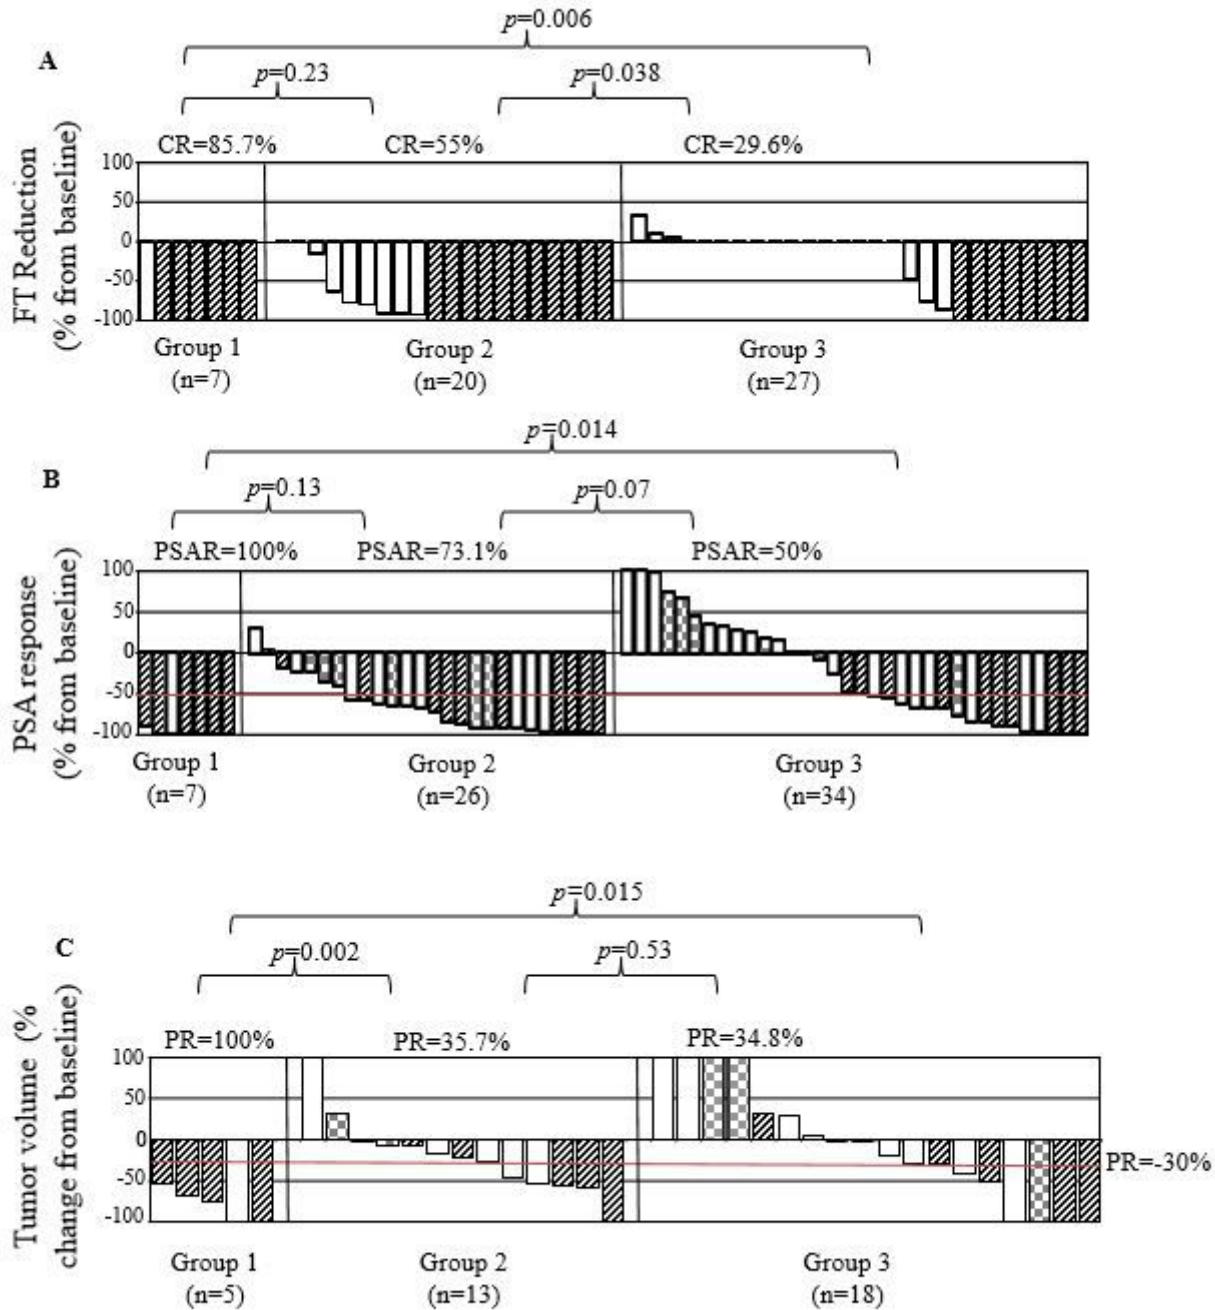 p=0.006
A
p=0.23
p=0.038
CR=85.7%
CR=55%
CR=29.6%
FT Reduction
(% from baseline)
100
50
0
-50
-100
Group 1
(n=7)
Group 2
(n=20)
Group 3
(n=27)
p=0.014
B
p=0.13
p=0.07
PSAR=100%
PSAR=73.1%
PSAR=50%
PSA response
(% from baseline)
100
50
0
-50
-100
Group 1
(n=7)
Group 2
(n=26)
Group 3
(n=34)
p=0.015
C
p=0.002
p=0.53
PR=100%
PR=35.7%
PR=34.8%
Tumor volume (%
change from baseline)
100
50
0
-50
-100
PR=-30%
Group 1
(n=5)
Group 2
(n=13)
Group 3
(n=18)